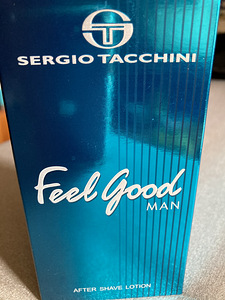 SERGIO TACCHINI
Feel Good
MAN
AFTER SHAVE LOTION